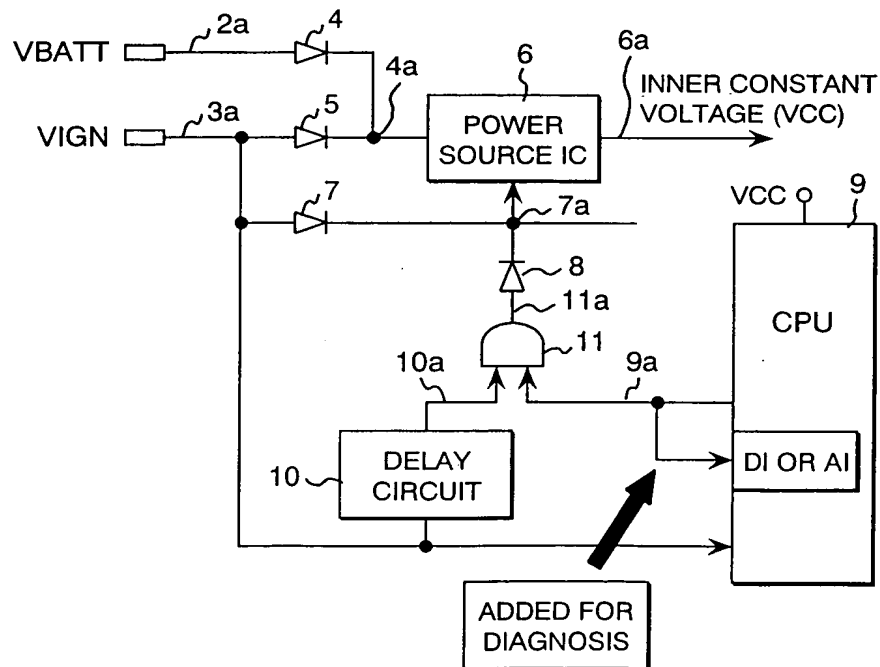 2a
4
VBATT
4a
6
6a
INNER CONSTANT
VOLTAGE (VCC)
3a
5
VIGN
POWER
SOURCE IC
7
7a
VCC
9
8
11a
CPU
11
10a
9a
10
DELAY
CIRCUIT
DI OR AI
ADDED FOR
DIAGNOSIS